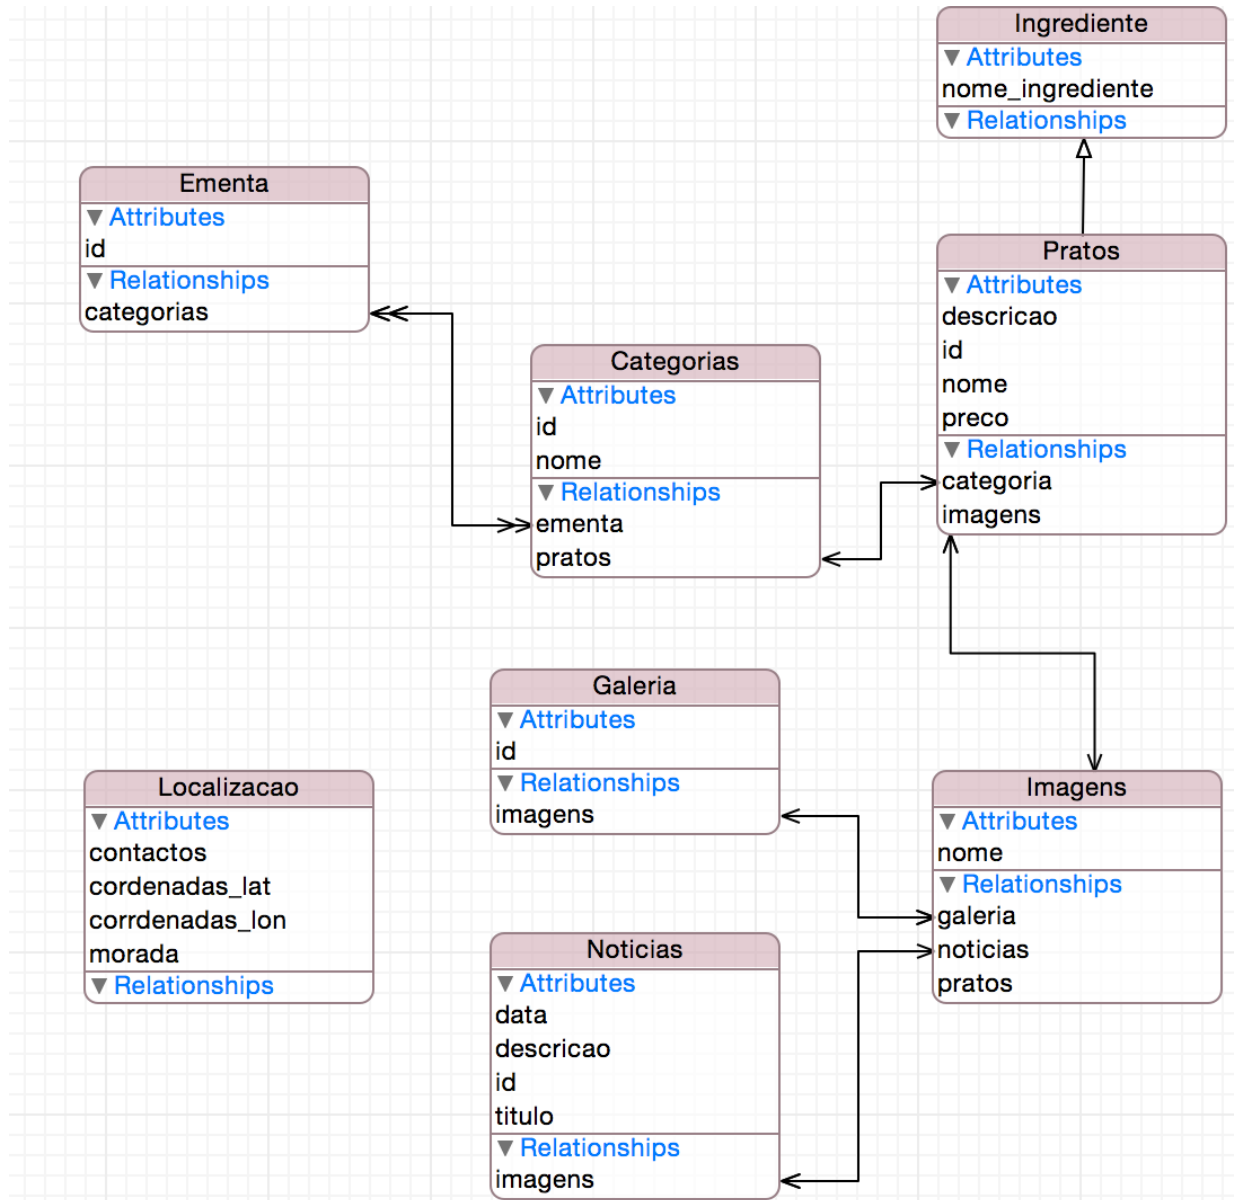 Ingrediente
▼ Attributes
nome_ingrediente
▼ Relationships
Ementa
▼ Attributes
id
▼ Relationships
categorias
Pratos
▼ Attributes
descricao
id
nome
preco
▼ Relationships
categoria
imagens
Categorias
▼ Attributes
id
nome
▼ Relationships
ementa
pratos
Galeria
▼ Attributes
id
▼ Relationships
imagens
Localizacao
▼ Attributes
contactos
cordenadas_lat
corrdenadas_lon
morada
▼ Relationships
Imagens
▼ Attributes
nome
▼ Relationships
galeria
noticias
pratos
Noticias
▼ Attributes
data
descricao
id
titulo
▼ Relationships
imagens